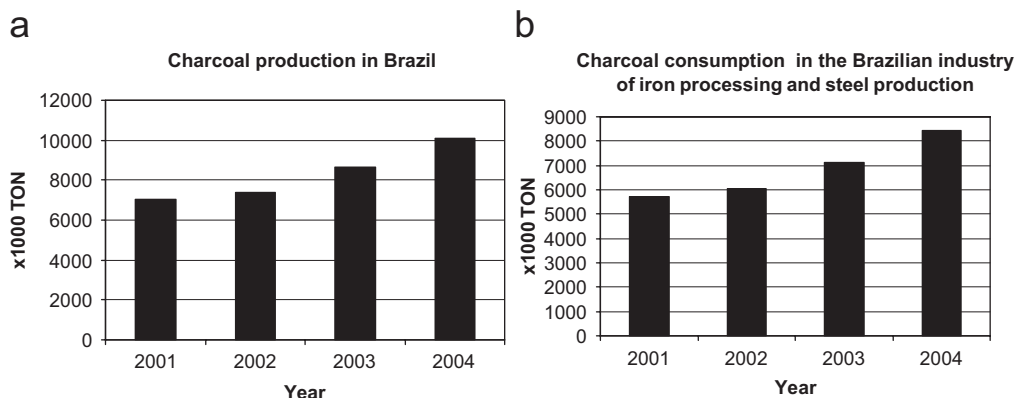 a
Charcoal production in Brazil
12000
10000
8000
6000
4000
2000
0
x1000 TON
2001 2002 2003 2004
Year
b
Charcoal consumption in the Brazilian industry
of iron processing and steel production
9000
8000
7000
6000
5000
4000
3000
2000
1000
0
x1000 TON
2001 2002 2003 2004
Year